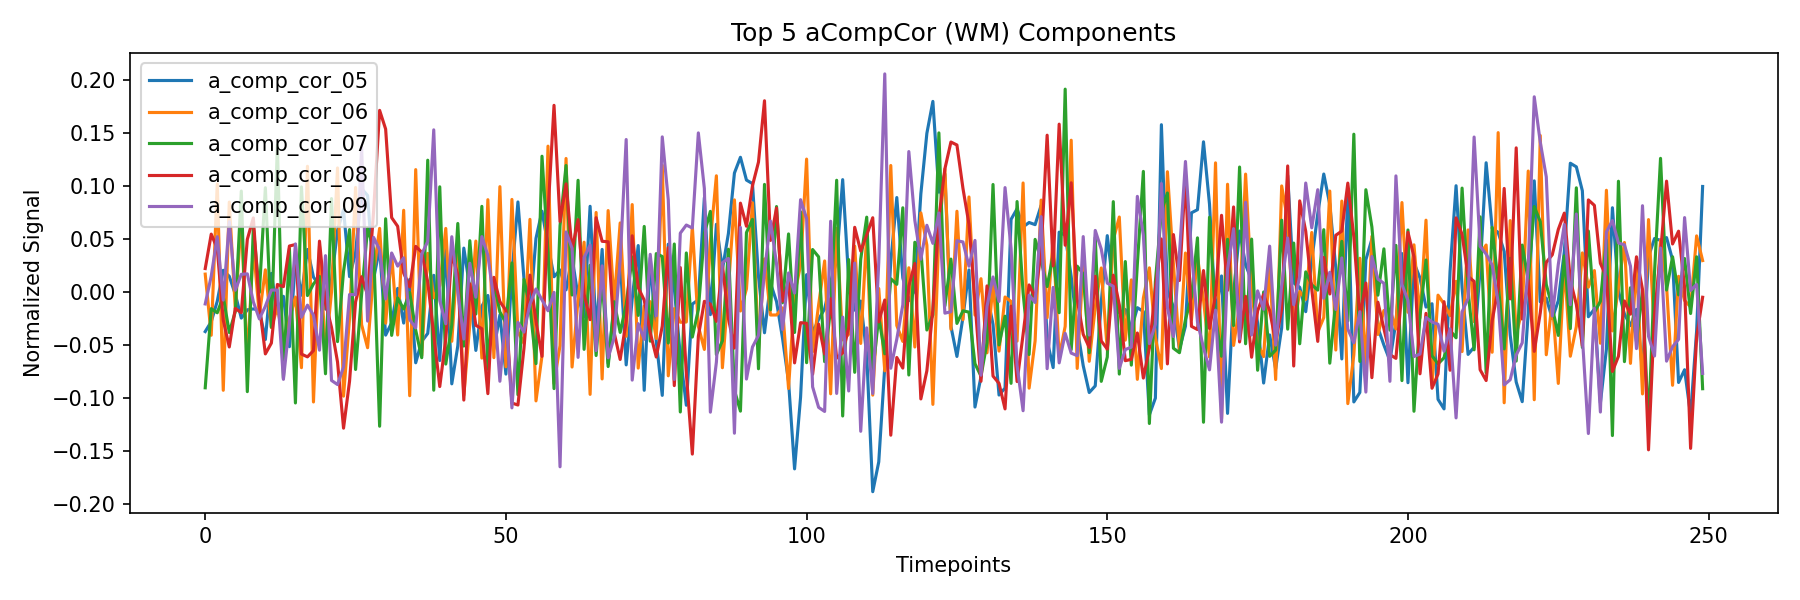 Top 5 aCompCor (WM) Components
Normalized Signal
0.20
0.15
0.10
0.05
0.00
−0.05
−0.10
−0.15
−0.20
a_comp_cor_05
a_comp_cor_06
a_comp_cor_07
a_comp_cor_08
a_comp_cor_09
0 50 100 150 200 250
Timepoints